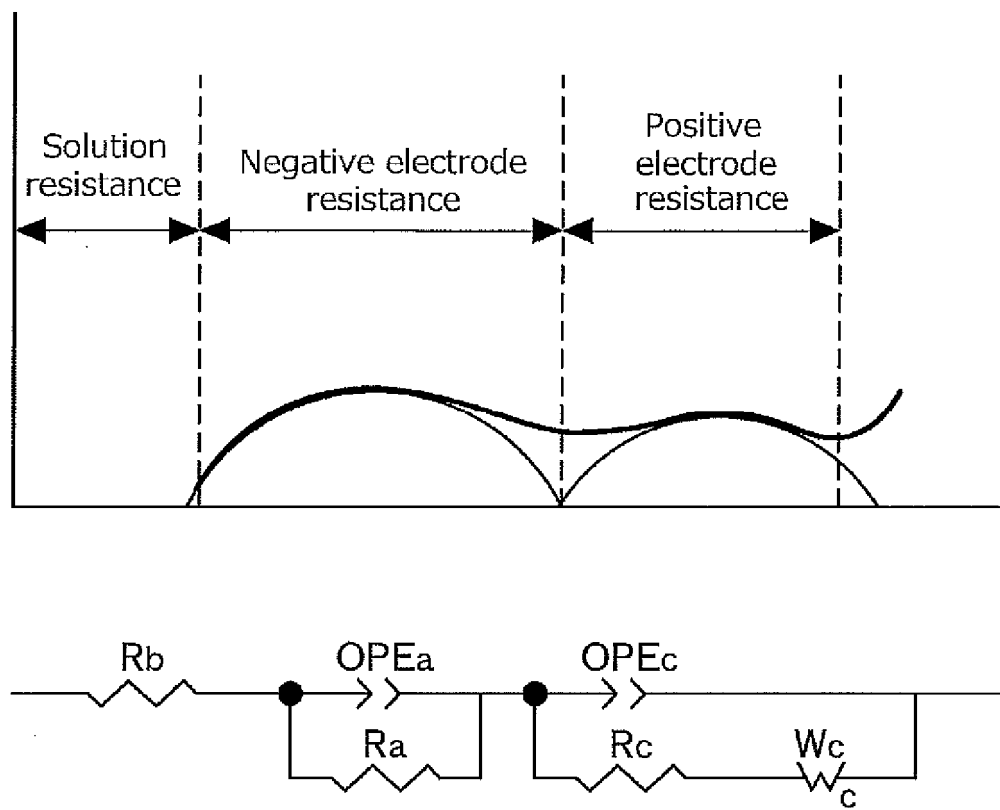 Solution
resistance
Negative electrode
resistance
Positive
electrode
resistance
Rb
OPEa
Ra
OPEc
Rc
Wc
c